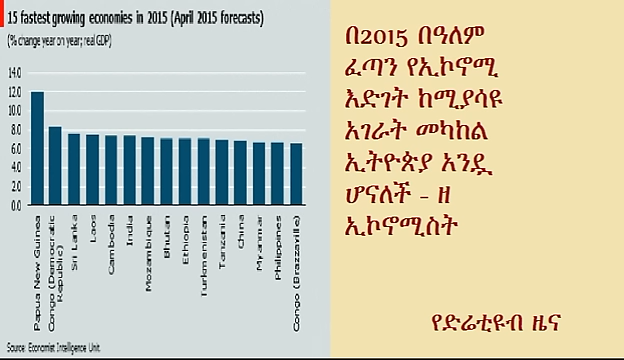 15 fastest growing economies in 2015 (April 2015 forecasts)
(% change year on year; real GDP)
14.0
12.0
10.0
8.0
6.0
4.0
2.0
0.0
Papua New Guinea
Congo (Democratic
Republic)
Sri Lanka
Laos
Cambodia
India
Mozambique
Bhutan
Ethiopia
Turkmenistan
Tanzania
China
Myanmar
Philippines
Congo (Brazzaville)
Source: Economist Intelligence Unit.
በ2015 በዓለም
ፈጣን የኢኮኖሚ
እድገት ከሚያሳዩ
አገራት መካከል
ኢትዮጵያ አንዷ
ሆናለች - ዘ
ኢኮኖሚስት
የድሬቲዩብ ዜና